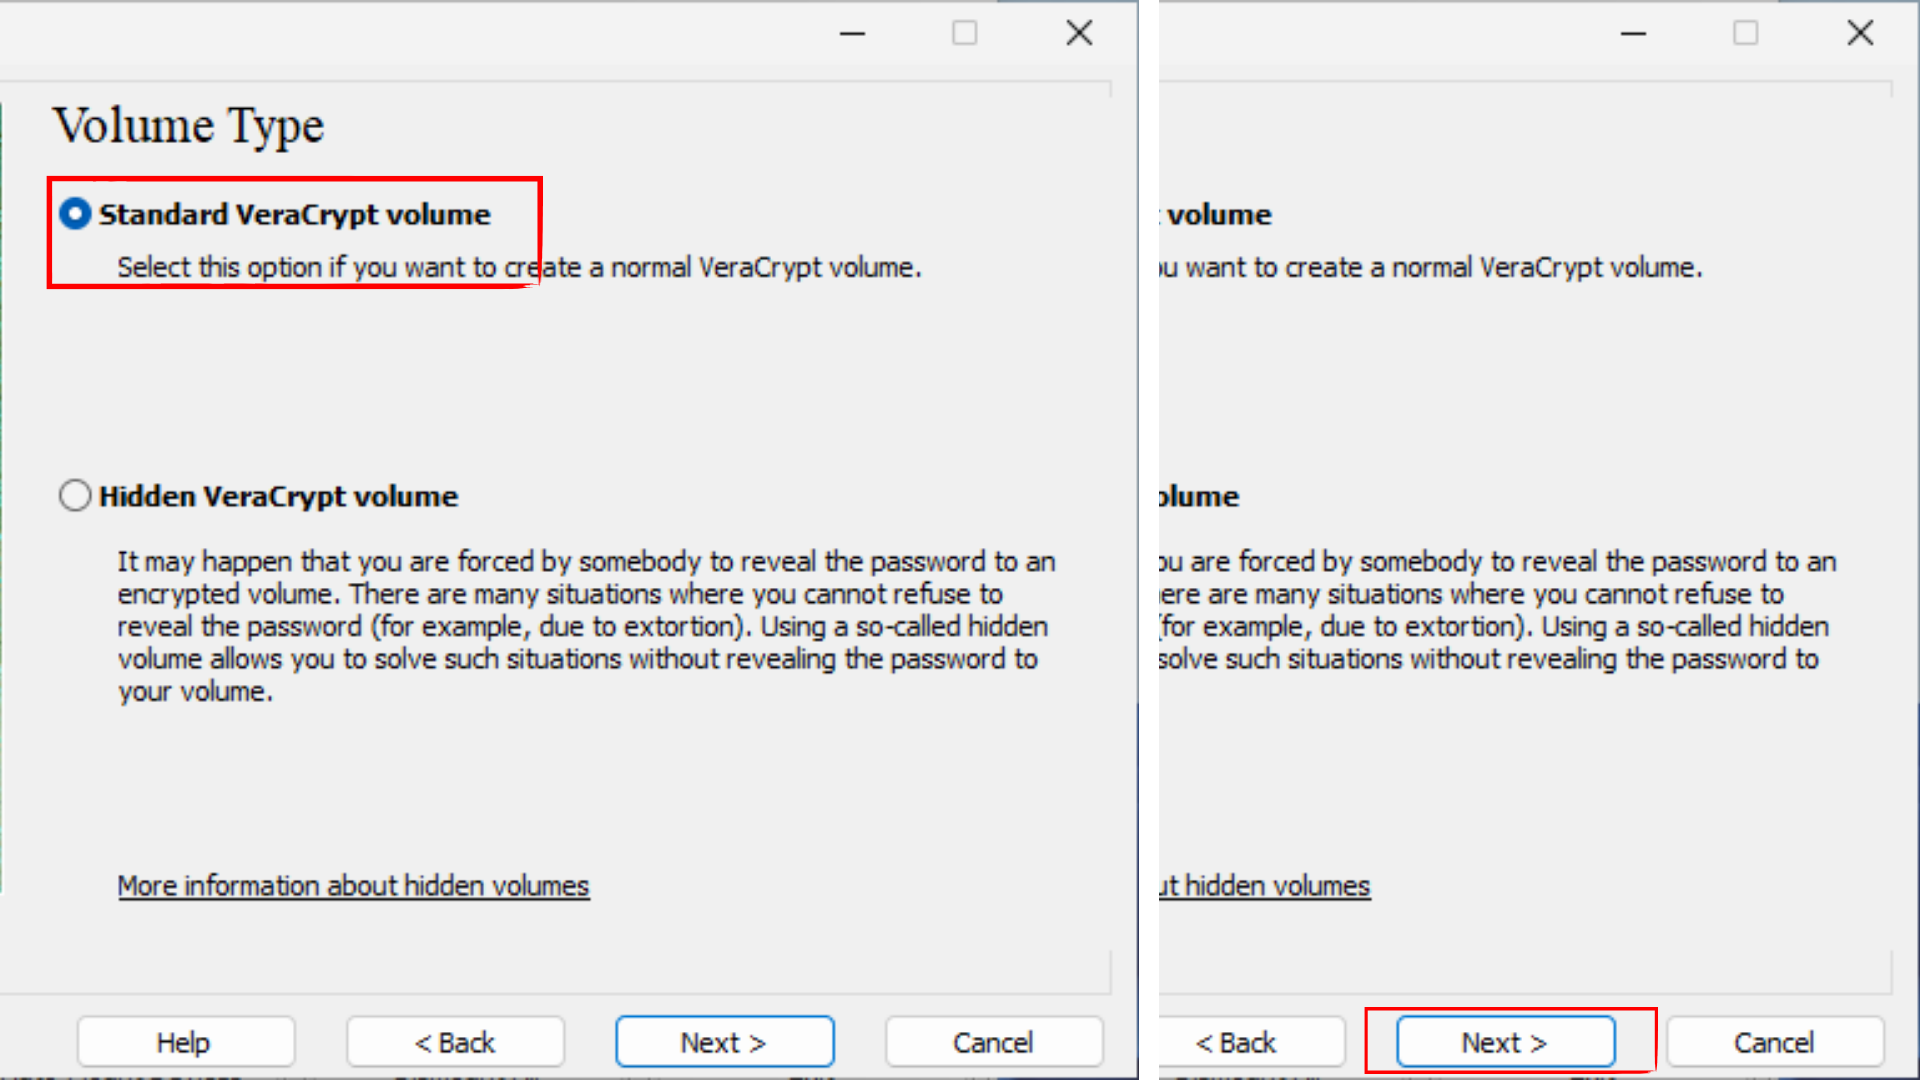 Volume Type
Standard VeraCrypt volume
Select this option if you want to create a normal VeraCrypt volume.
Hidden VeraCrypt volume
It may happen that you are forced by somebody to reveal the password to an
encrypted volume. There are many situations where you cannot refuse to
reveal the password (for example, due to extortion). Using a so-called hidden
volume allows you to solve such situations without revealing the password to
your volume.
More information about hidden volumes
Help
< Back
Next >
Cancel
volume
want to create a normal VeraCrypt volume.
are forced by somebody to reveal the password to an
are many situations where you cannot refuse to
(for example, due to extortion). Using a so-called hidden
solve such situations without revealing the password to
hidden volumes
< Back
Next >
Cancel